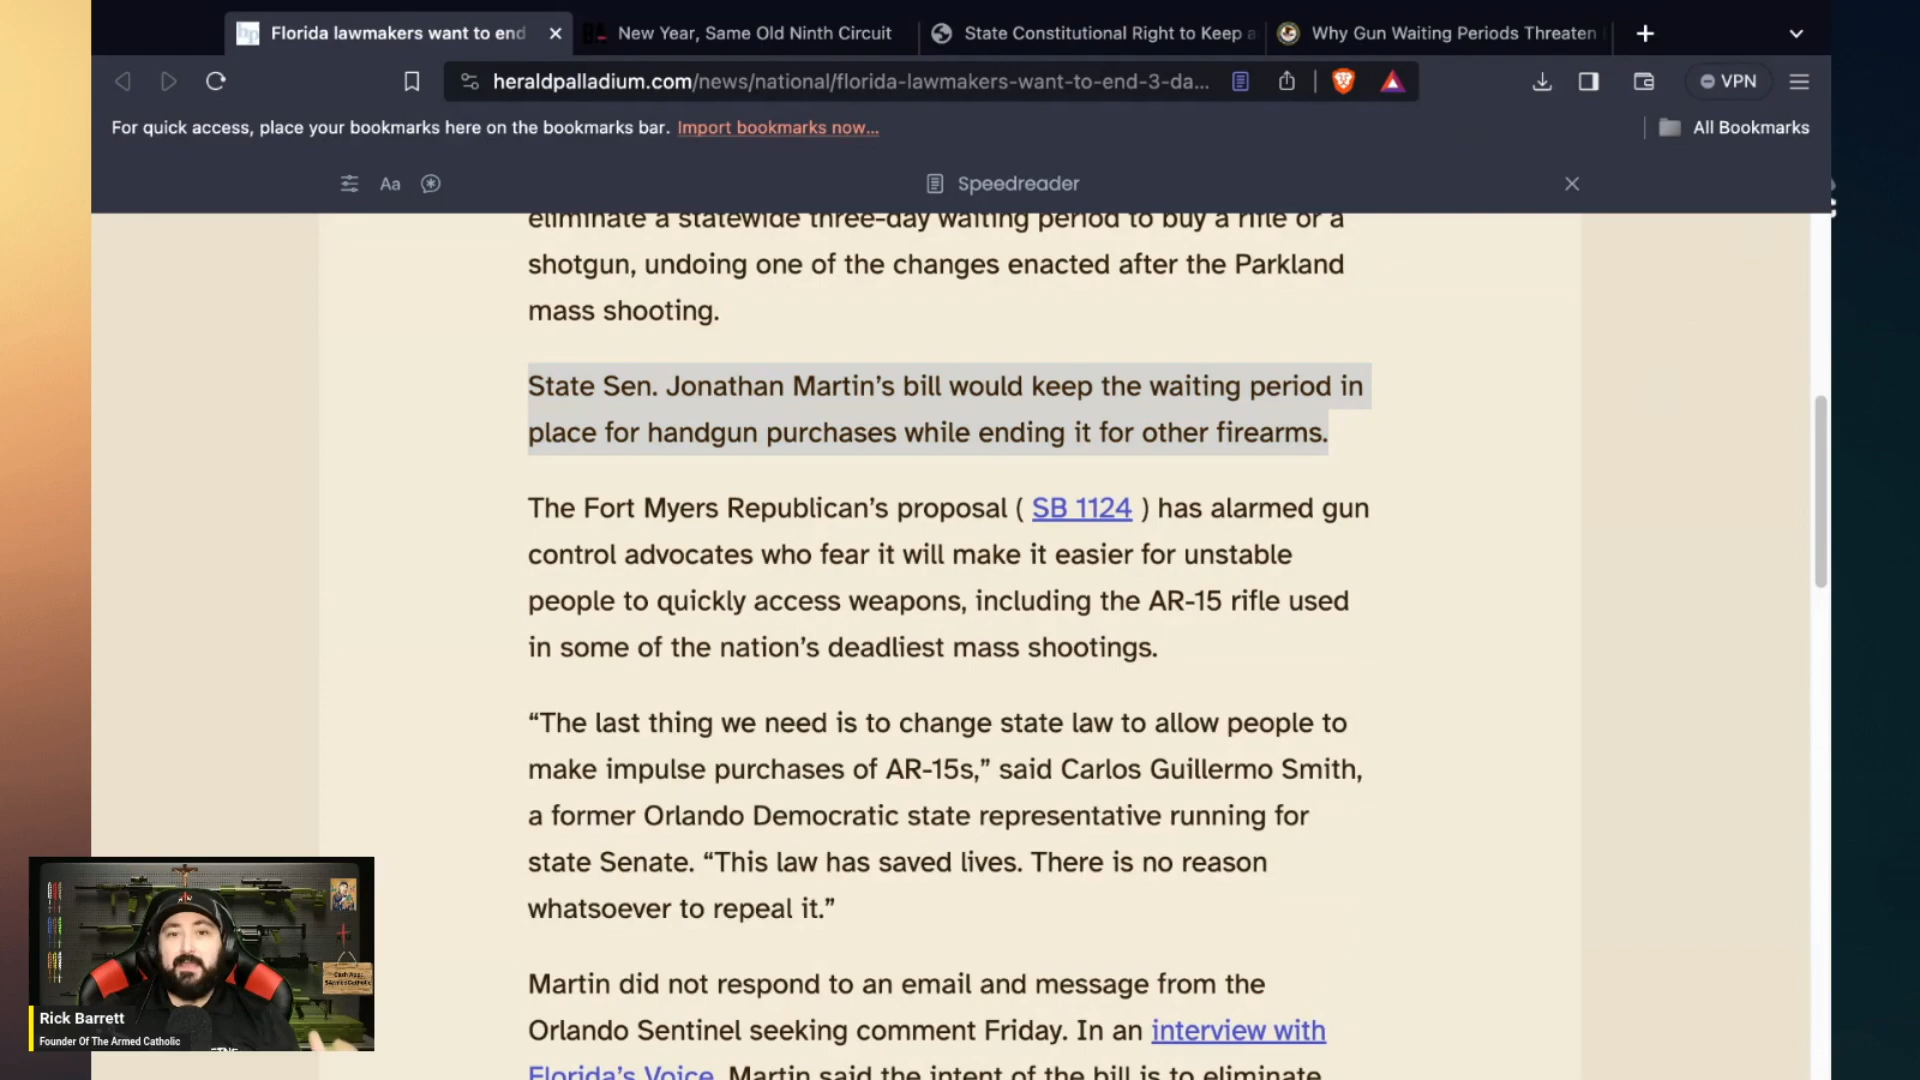 Florida lawmakers want to end
New Year, Same Old Ninth Circuit
State Constitutional Right to Keep a
Why Gun Waiting Periods Threaten
heraldpalladium.com/news/national/florida-lawmakers-want-to-end-3-da...
VPN
For quick access, place your bookmarks here on the bookmarks bar. Import bookmarks now...
All Bookmarks
Aa
Speedreader
eliminate a statewide three-day waiting period to buy a rifle or a
shotgun, undoing one of the changes enacted after the Parkland
mass shooting.
State Sen. Jonathan Martin’s bill would keep the waiting period in
place for handgun purchases while ending it for other firearms.
The Fort Myers Republican’s proposal ( SB 1124 ) has alarmed gun
control advocates who fear it will make it easier for unstable
people to quickly access weapons, including the AR-15 rifle used
in some of the nation’s deadliest mass shootings.
“The last thing we need is to change state law to allow people to
make impulse purchases of AR-15s,” said Carlos Guillermo Smith,
a former Orlando Democratic state representative running for
state Senate. “This law has saved lives. There is no reason
whatsoever to repeal it.”
Martin did not respond to an email and message from the
Orlando Sentinel seeking comment Friday. In an interview with
Florida’s Voice, Martin said the intent of the bill is to eliminate
Rick Barrett
Founder Of The Armed Catholic